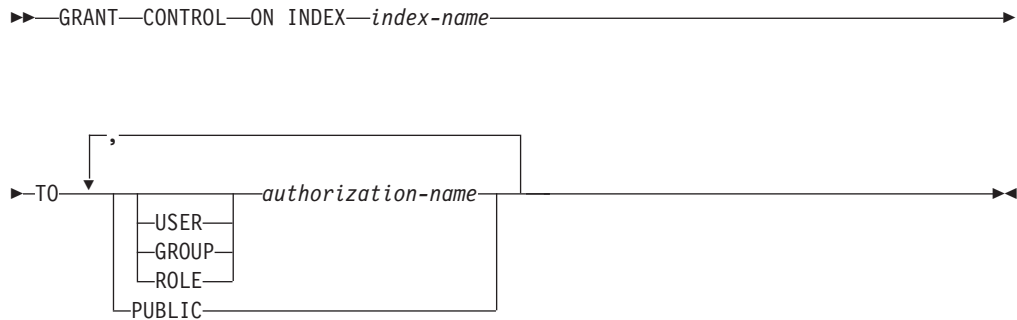 GRANT CONTROL ON INDEX index-name
,
TO authorization-name
USER
GROUP
ROLE
PUBLIC